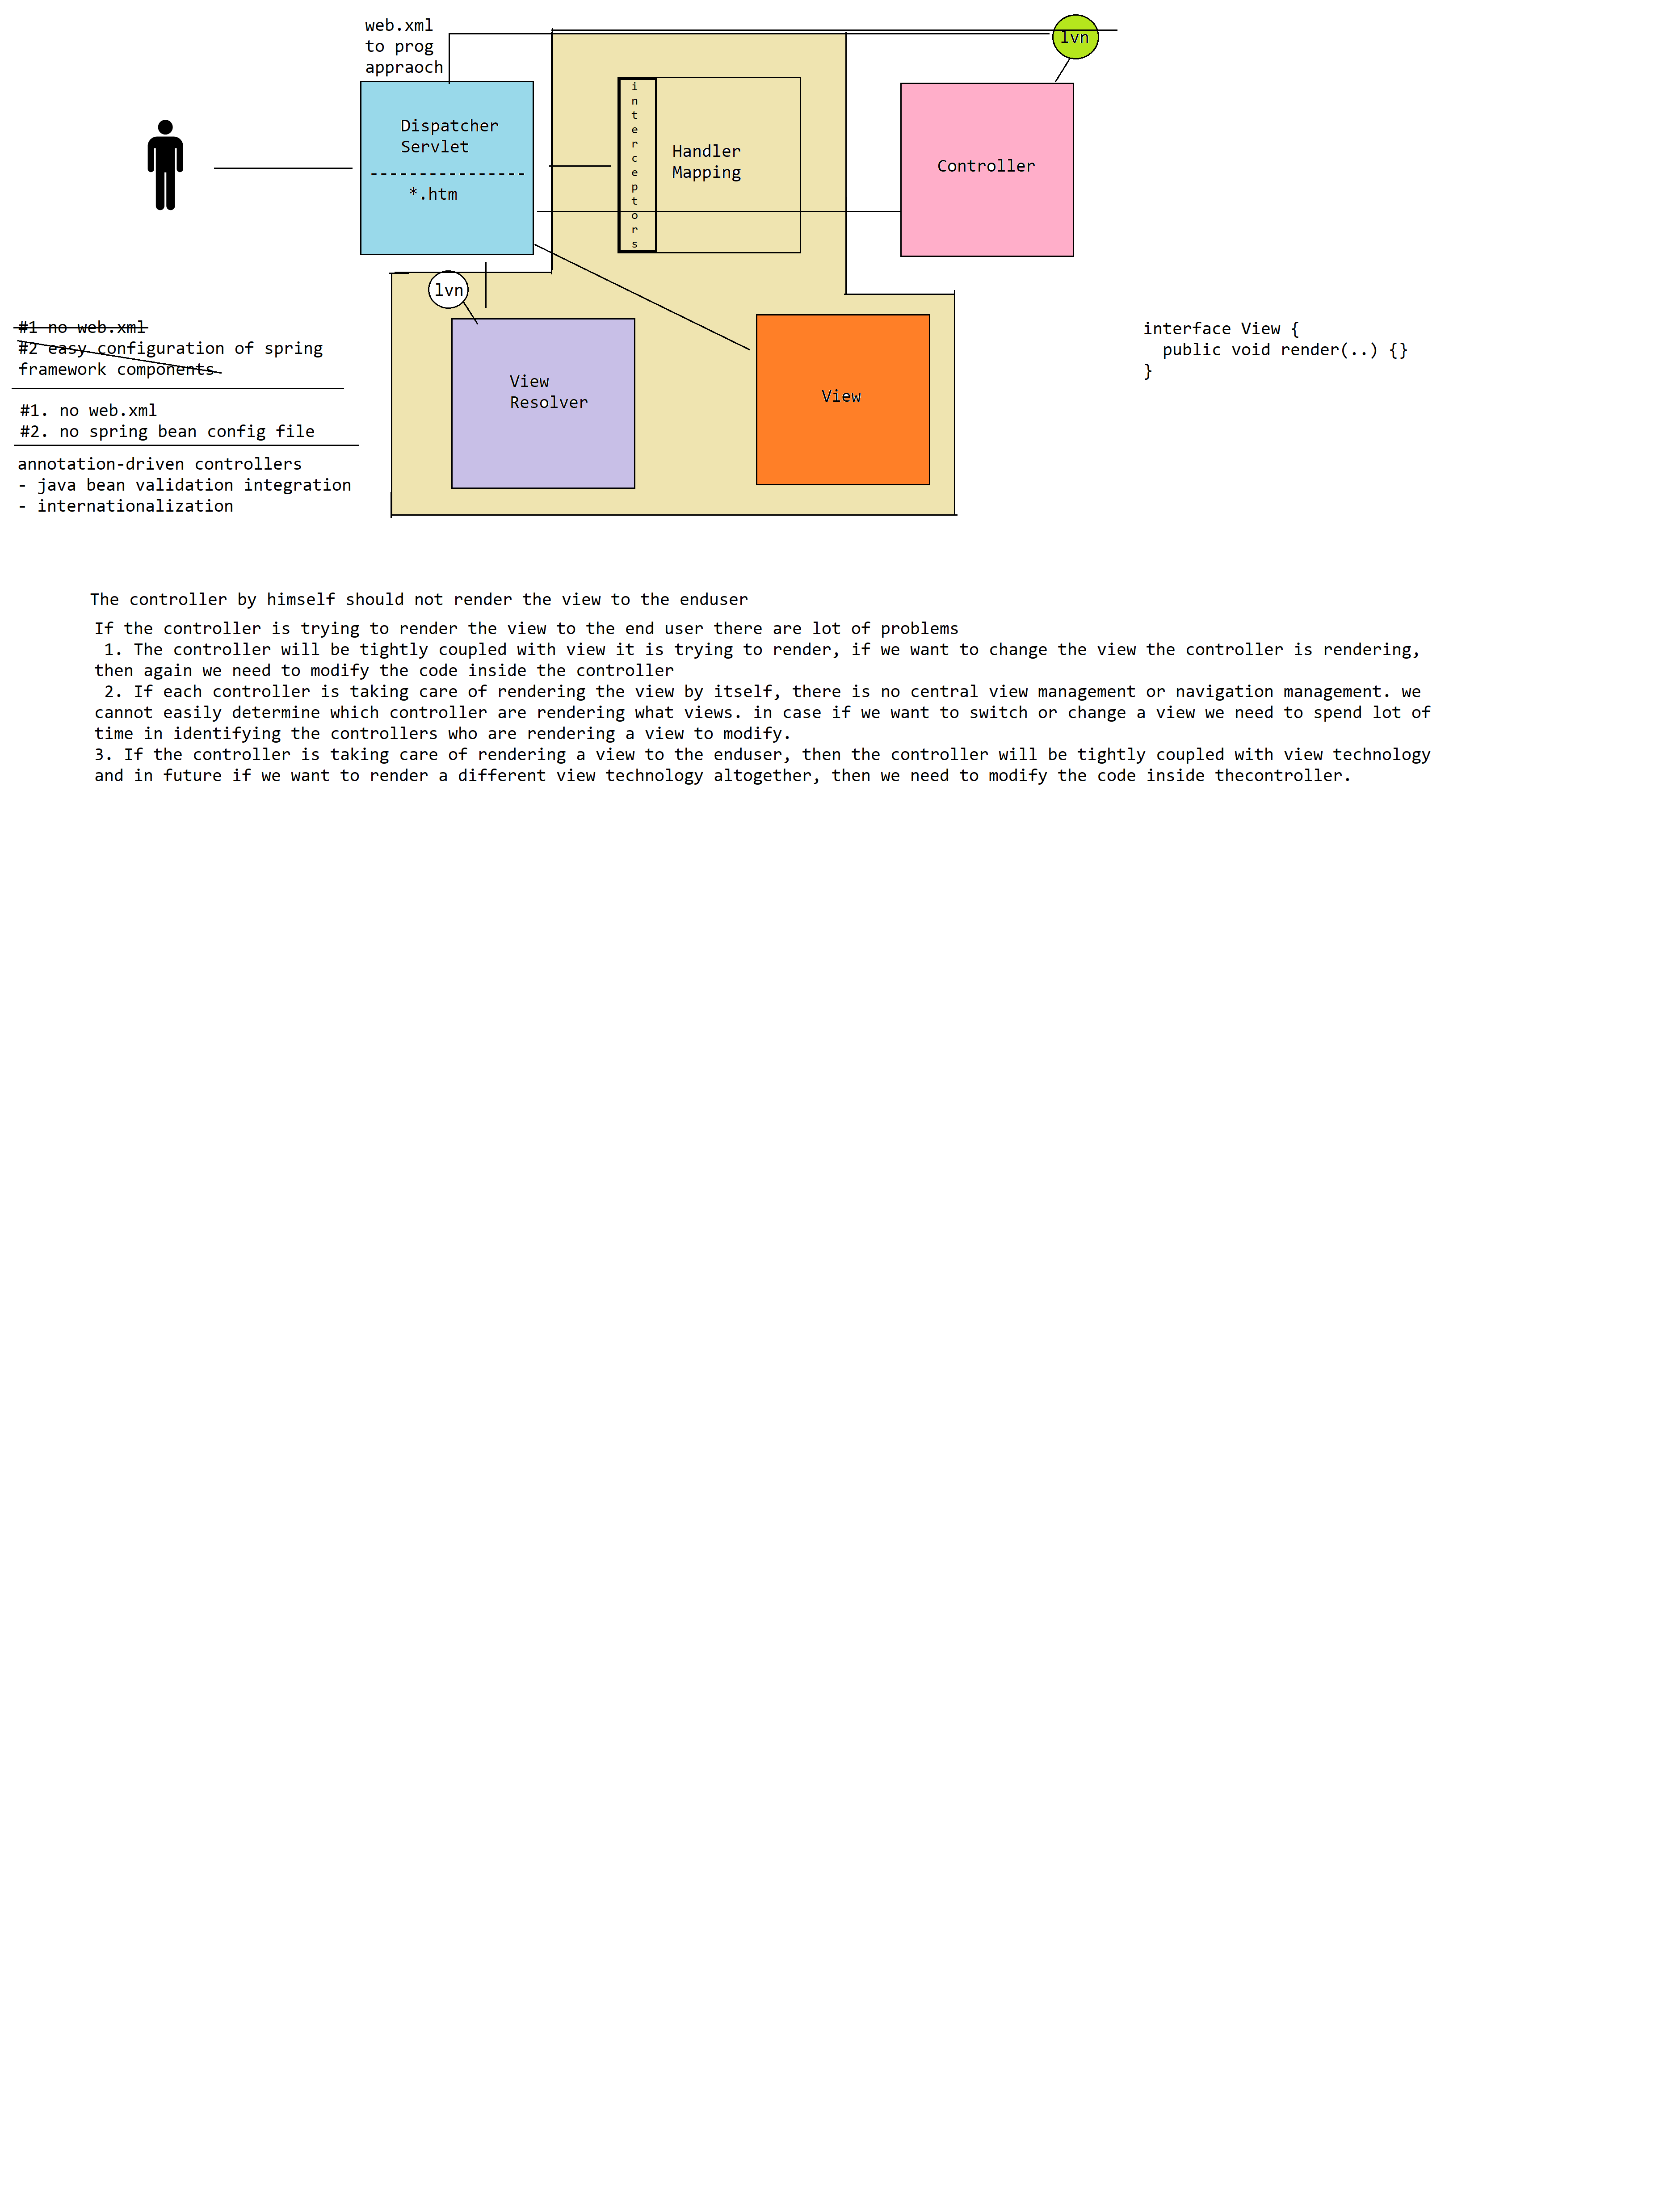 web.xml
to prog
appraoch
lvn
Dispatcher
Servlet
*.htm
interceptors
Handler
Mapping
Controller
lvn
#1 no web.xml
#2 easy configuration of spring
framework components
#1. no web.xml
#2. no spring bean config file
annotation-driven controllers
- java bean validation integration
- internationalization
View
Resolver
View
interface View {
public void render(..) {}
}
The controller by himself should not render the view to the enduser
If the controller is trying to render the view to the end user there are lot of problems
1. The controller will be tightly coupled with view it is trying to render, if we want to change the view the controller is rendering,
then again we need to modify the code inside the controller
2. If each controller is taking care of rendering the view by itself, there is no central view management or navigation management. we
cannot easily determine which controller are rendering what views. in case if we want to switch or change a view we need to spend lot of
time in identifying the controllers who are rendering a view to modify.
3. If the controller is taking care of rendering a view to the enduser, then the controller will be tightly coupled with view technology
and in future if we want to render a different view technology altogether, then we need to modify the code inside thecontroller.